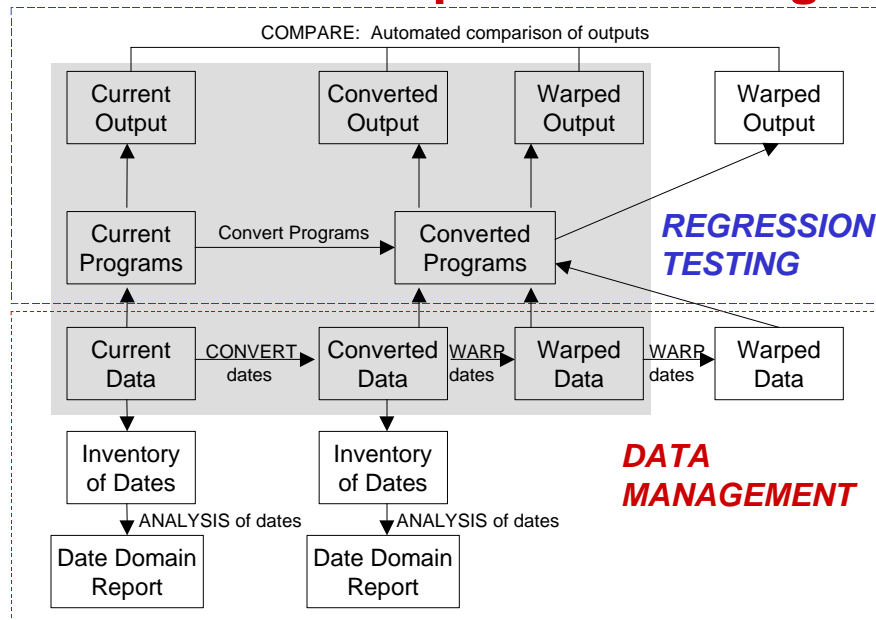 COMPARE: Automated comparison of outputs
Current
Output
Converted
Output
Warped
Output
Warped
Output
Current
Programs
Convert Programs
Converted
Programs
REGRESSION
TESTING
Current
Data
CONVERT
dates
Converted
Data
WARP
dates
Warped
Data
WARP
dates
Warped
Data
Inventory
of Dates
Inventory
of Dates
DATA
MANAGEMENT
ANALYSIS of dates
ANALYSIS of dates
Date Domain
Report
Date Domain
Report